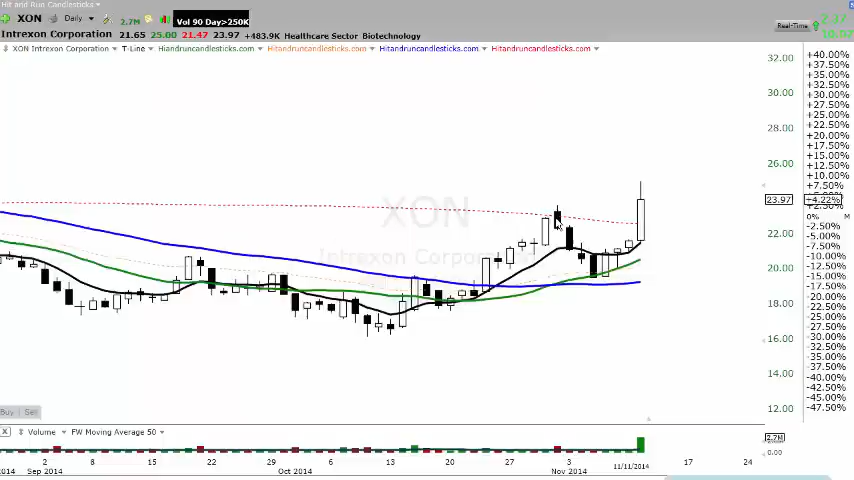 Hit and Run Candlesticks
XON Daily 2.7M Vol 90 Day>250K
Real-Time
Intrexon Corporation 21.65 25.00 21.47 23.97 +483.9K Healthcare Sector Biotechnology
XON Intrexon Corporation T-Line Hiandruncandlesticks.com Hitandruncandlesticks.com Hitandruncandlesticks.com Hitandruncandlesticks.com
32.00 +40.00%
+37.50%
+35.00%
30.00 +32.50%
+30.00%
+27.50%
28.00 +25.00%
+22.50%
+20.00%
+17.50%
26.00 +15.00%
+12.50%
+10.00%
+7.50%
23.97 +4.22%
XON
0% M
-2.50%
22.00 -5.00%
-7.50%
Intrexon Corporation
20.00 -10.00%
-12.50%
-15.00%
-17.50%
18.00 -20.00%
-22.50%
-25.00%
16.00 -27.50%
-30.00%
-32.50%
14.00 -35.00%
-37.50%
-40.00%
-42.50%
12.00 -45.00%
-47.50%
Buy Sell
X Volume FW Moving Average 50
2.7M
0.00
2 8 15 22 29 6 13 20 27 3 11/11/2014 17 24
2014 Sep 2014 Oct 2014 Nov 2014